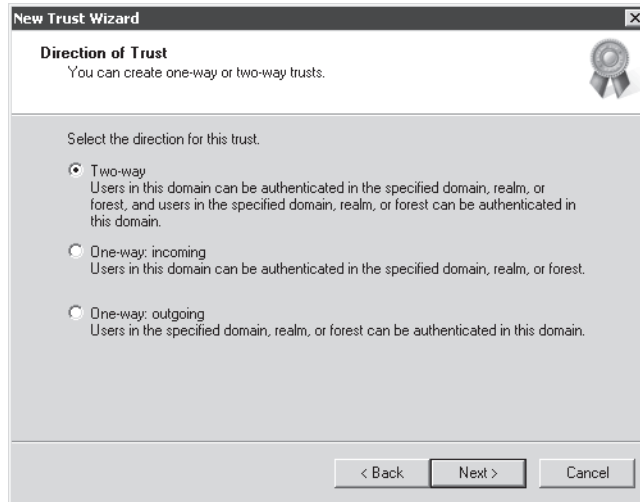 New Trust Wizard
Direction of Trust
You can create one-way or two-way trusts.
Select the direction for this trust.
Two-way
Users in this domain can be authenticated in the specified domain, realm, or
forest, and users in the specified domain, realm, or forest can be authenticated in
this domain.
One-way: incoming
Users in this domain can be authenticated in the specified domain, realm, or forest.
One-way: outgoing
Users in the specified domain, realm, or forest can be authenticated in this domain.
< Back Next > Cancel